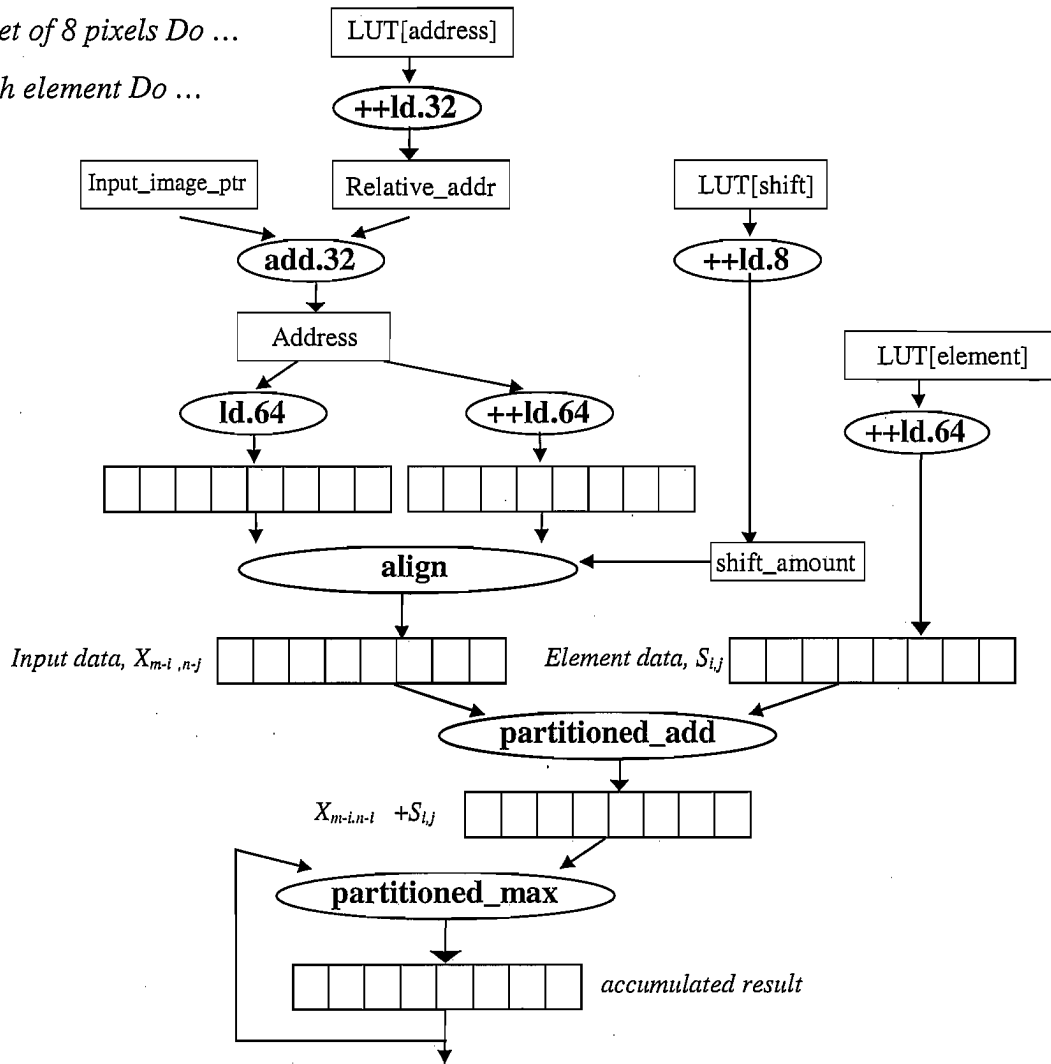 et of 8 pixels Do ...
h element Do ...
LUT[address]
++ld.32
Input_image_ptr
Relative_addr
LUT[shift]
add.32
++ld.8
Address
LUT[element]
ld.64
++ld.64
++ld.64
align
shift_amount
Input data, Xm-i ,n-j
Element data, Si,j
partitioned_add
Xm-i.n-i +Si,j
partitioned_max
accumulated result